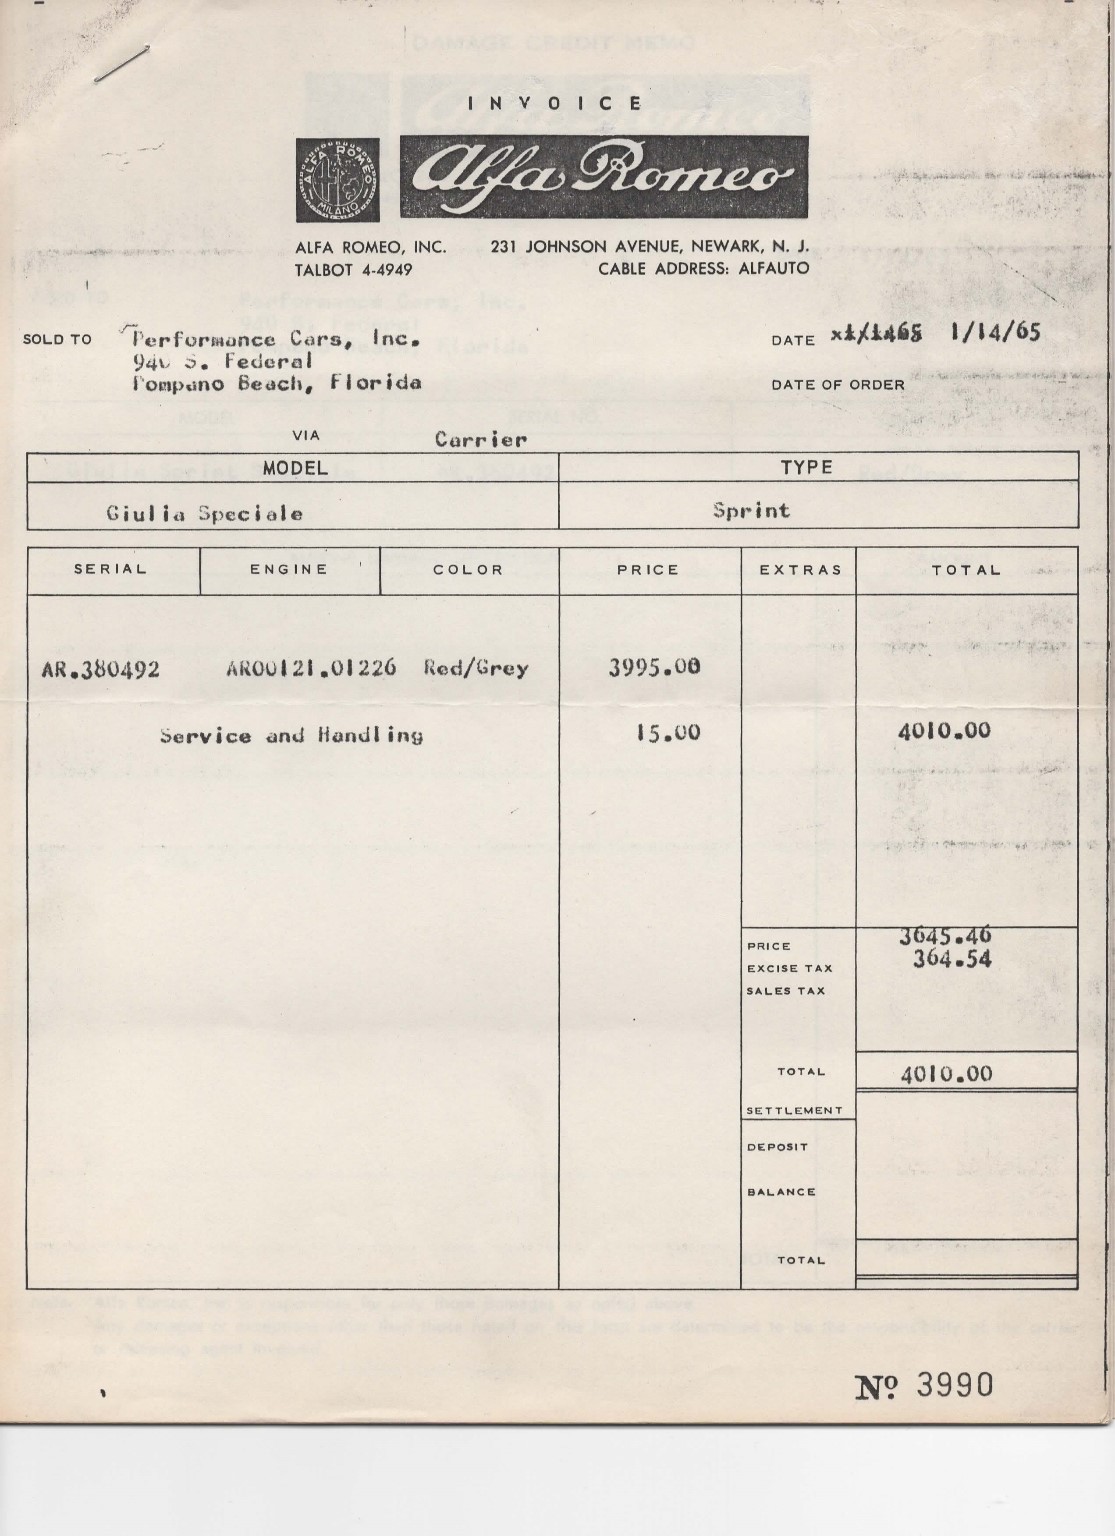 INVOICE
ALFA ROMEO MILANO
Alfa Romeo
ALFA ROMEO, INC. 231 JOHNSON AVENUE, NEWARK, N. J.
TALBOT 4-4949 CABLE ADDRESS: ALFAUTO
SOLD TO Performance Cars, Inc. DATE 1/14/65
940 S. Federal
Pompano Beach, Florida DATE OF ORDER
VIA Carrier
MODEL TYPE
Giulia Speciale Sprint
SERIAL ENGINE COLOR PRICE EXTRAS TOTAL
AR.380492 AR00121.01226 Red/Grey 3995.00
Service and Handling 15.00 4010.00
PRICE 3645.46
EXCISE TAX 364.54
SALES TAX
TOTAL 4010.00
SETTLEMENT
DEPOSIT
BALANCE
TOTAL
Nº 3990